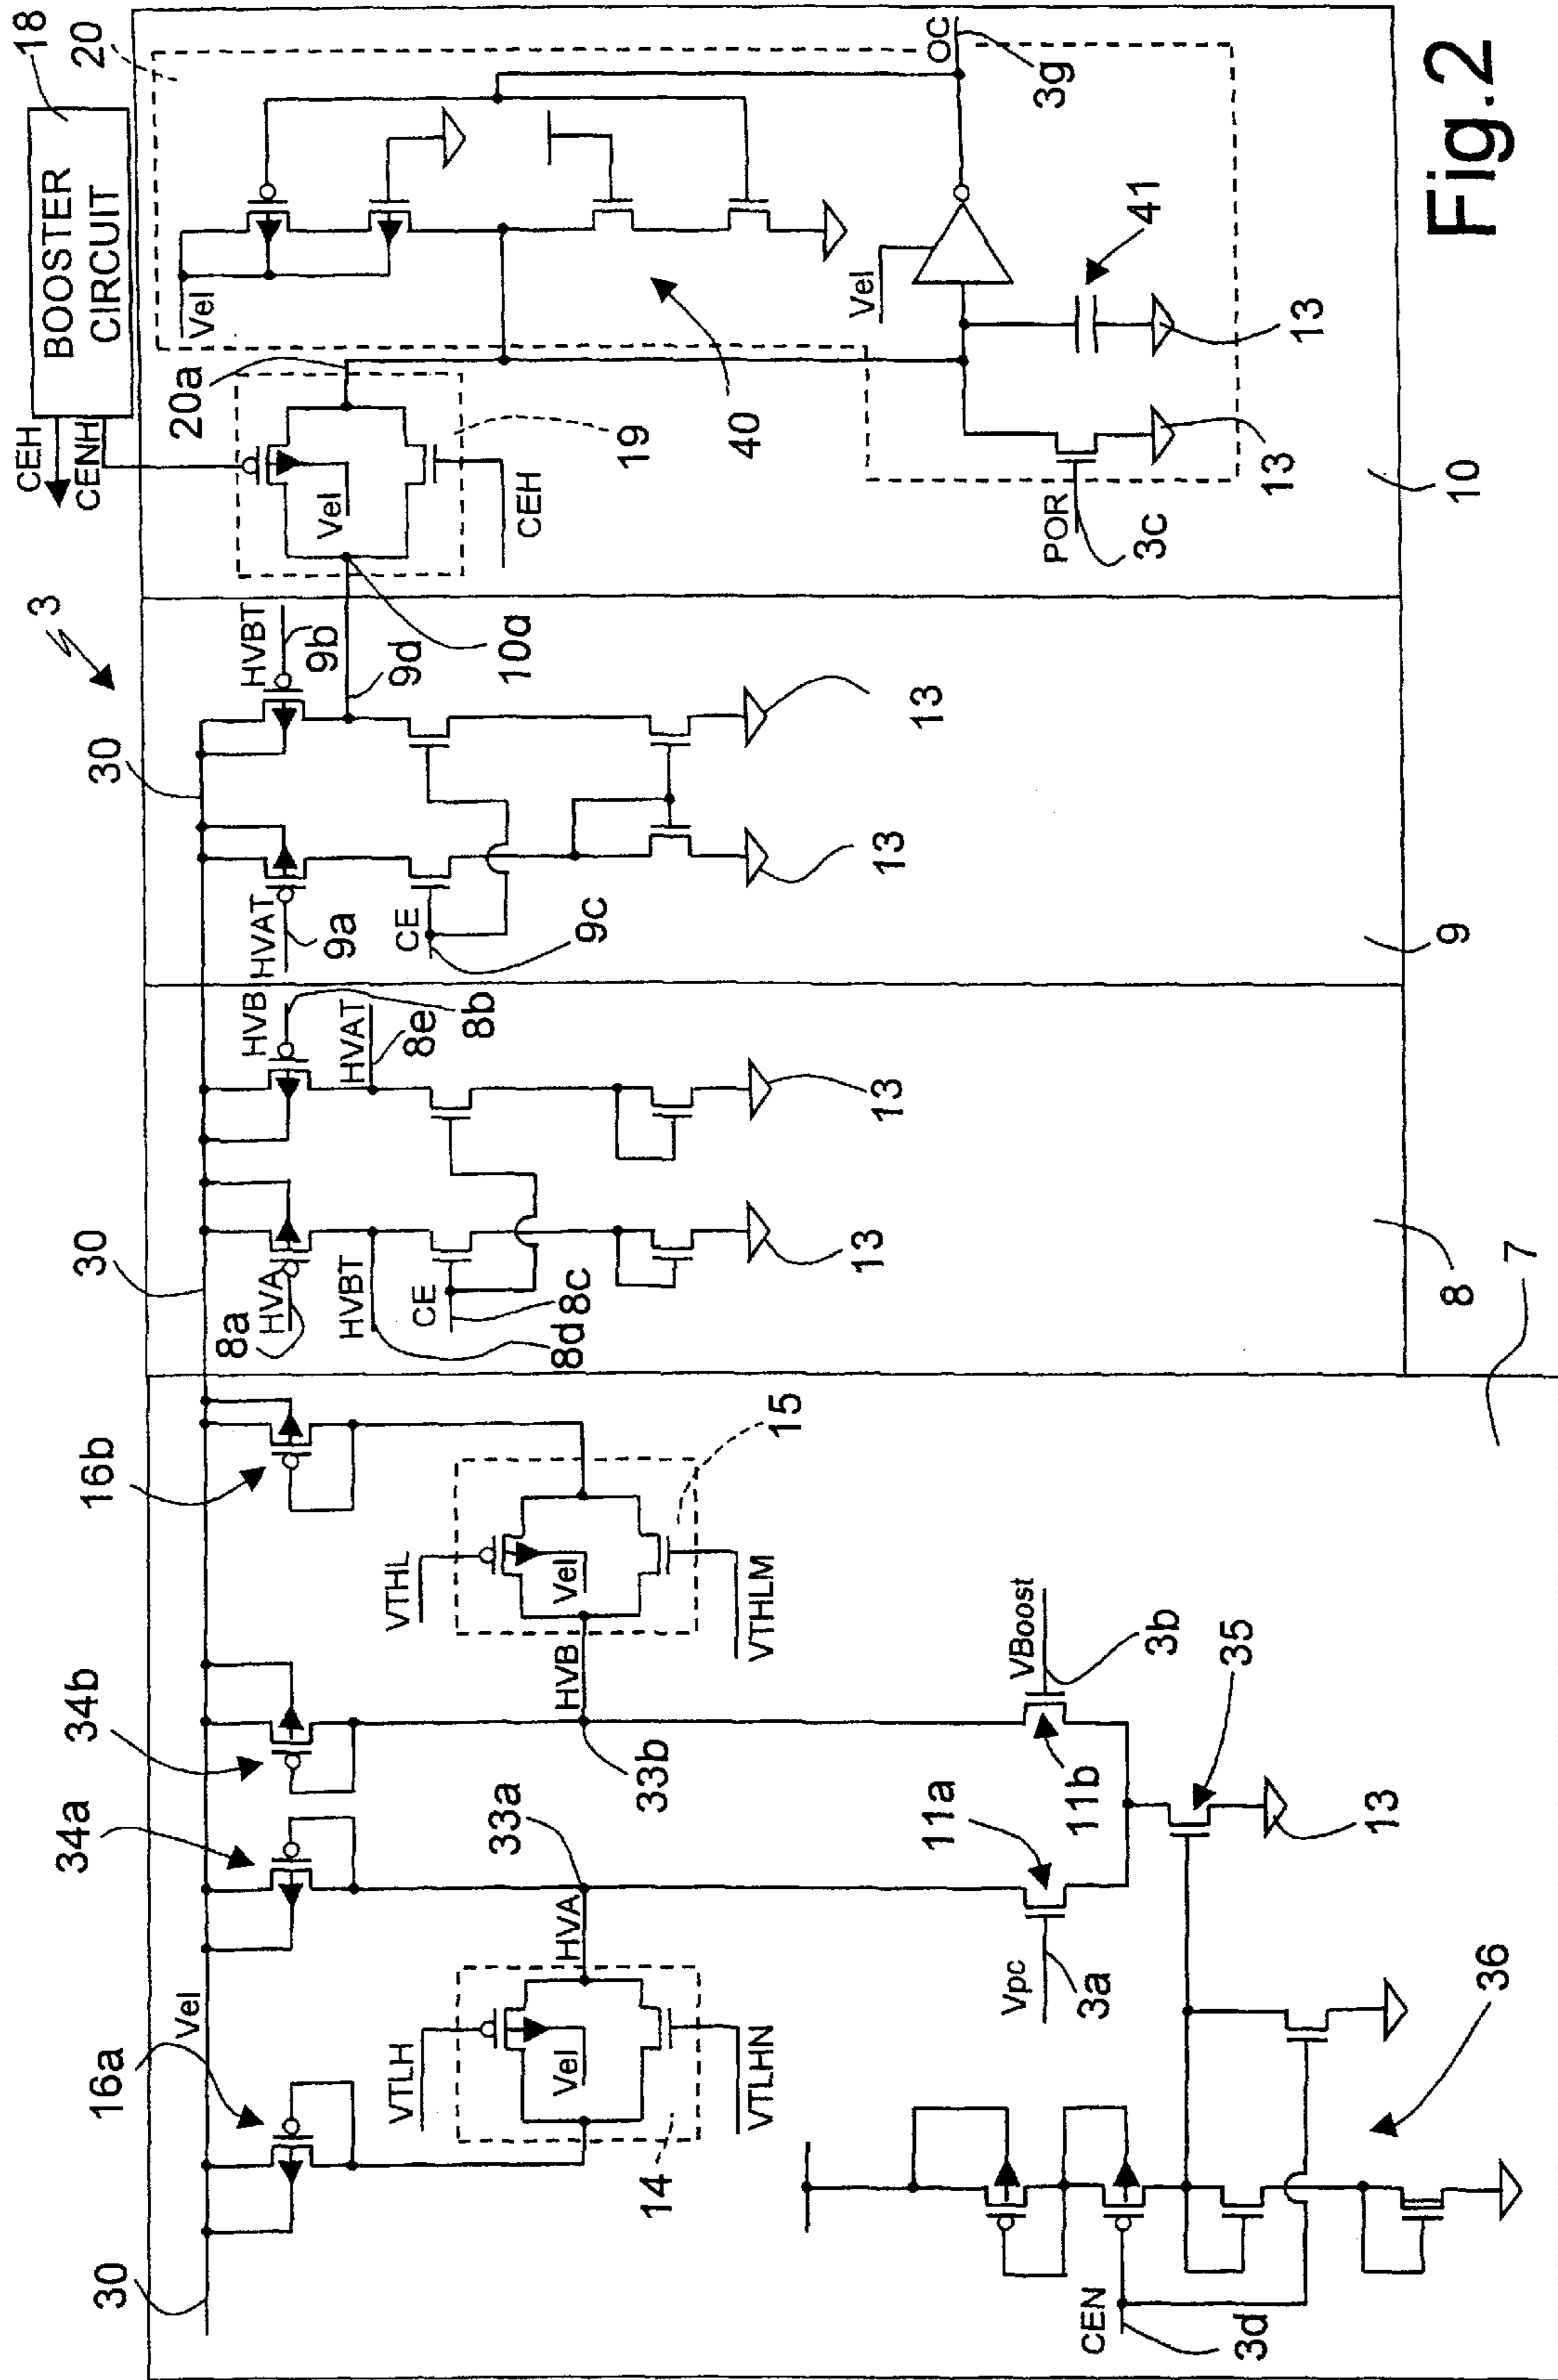 Fig.2
18
BOOSTER
CIRCUIT
CEH
CENH
20
Vel
20a
Vel
CEH
19
40
Vel
41
13
13
POR
3c
OC
3g
10
3
30
HVBT
9b
9d
10a
HVAT
9a
CE
9c
13
13
9
30
HVB
8b
HVAT
8e
8a
HVA
HVBT
8d
CE
8c
13
13
8
7
16b
15
VTHL
Vel
VTHLM
HVB
33b
34b
34a
33a
HVA
VBoost
3b
11b
11a
Vpc
3a
35
13
Vel
16a
VTLH
Vel
VTLHN
14
30
36
CEN
3d